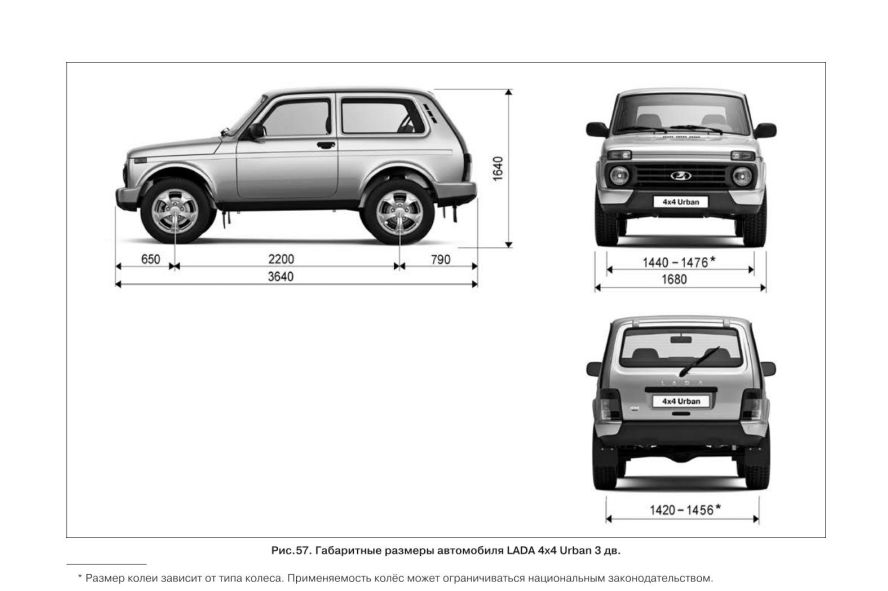 1640
650
2200
790
3640
4x4 Urban
1440 – 1476*
1680
LADA
4x4 Urban
1420 – 1456*
Рис.57. Габаритные размеры автомобиля LADA 4x4 Urban 3 дв.
* Размер колеи зависит от типа колеса. Применяемость колёс может ограничиваться национальным законодательством.